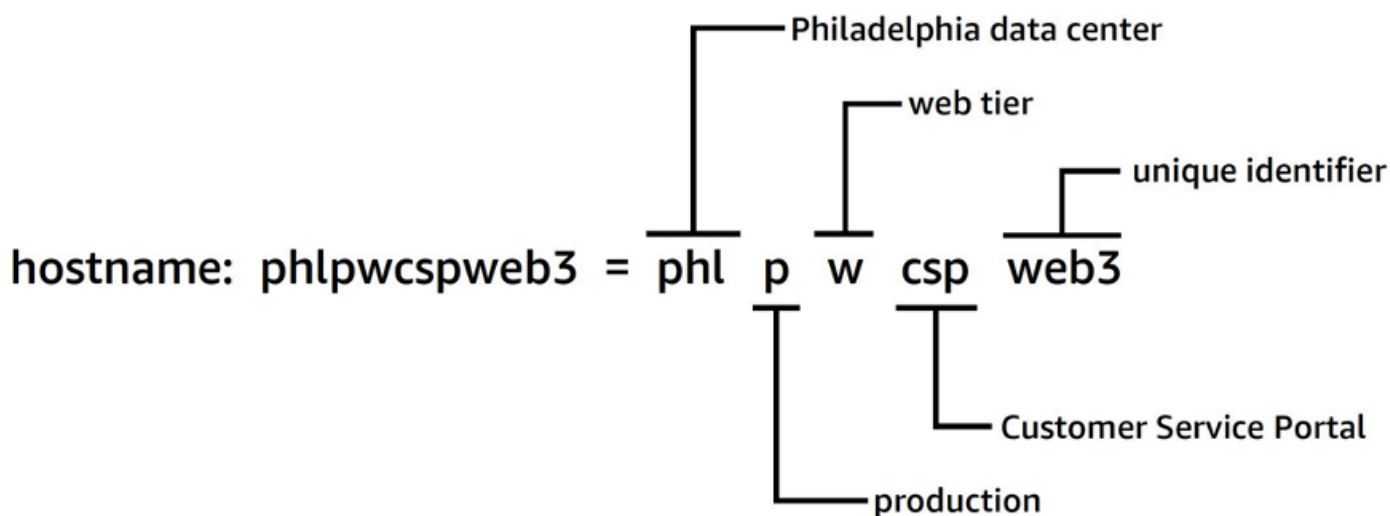 Philadelphia data center
web tier
unique identifier
hostname: phlpwcspweb3 = phl p w csp web3
Customer Service Portal
production